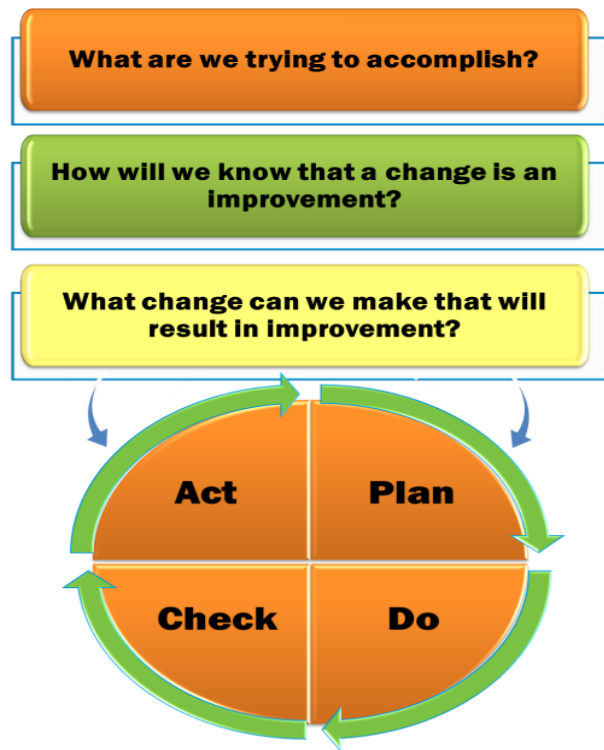 What are we trying to accomplish?
How will we know that a change is an
improvement?
What change can we make that will
result in improvement?
Act
Plan
Check
Do